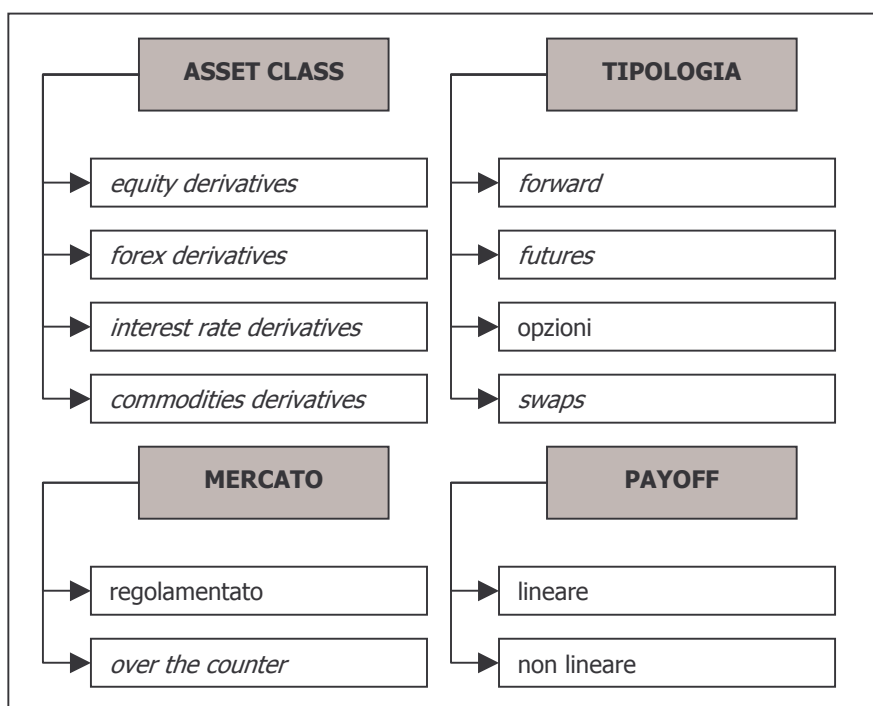 ASSET CLASS
equity derivatives
forex derivatives
interest rate derivatives
commodities derivatives
TIPOLOGIA
forward
futures
opzioni
swaps
MERCATO
regolamentato
over the counter
PAYOFF
lineare
non lineare